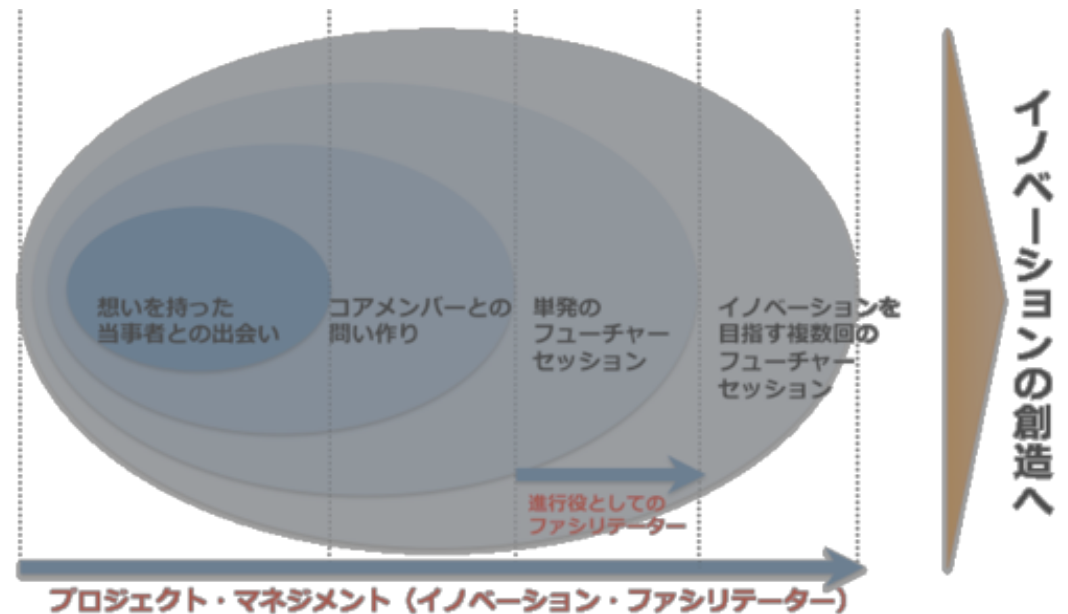 想いを持った
当事者との出会い
コアメンバーとの
問い作り
単発の
フューチャー
セッション
イノベーションを
目指す複数回の
フューチャー
セッション
進行役としての
ファシリテーター
プロジェクト・マネジメント（イノベーション・ファシリテーター）
イノベーションの創造へ